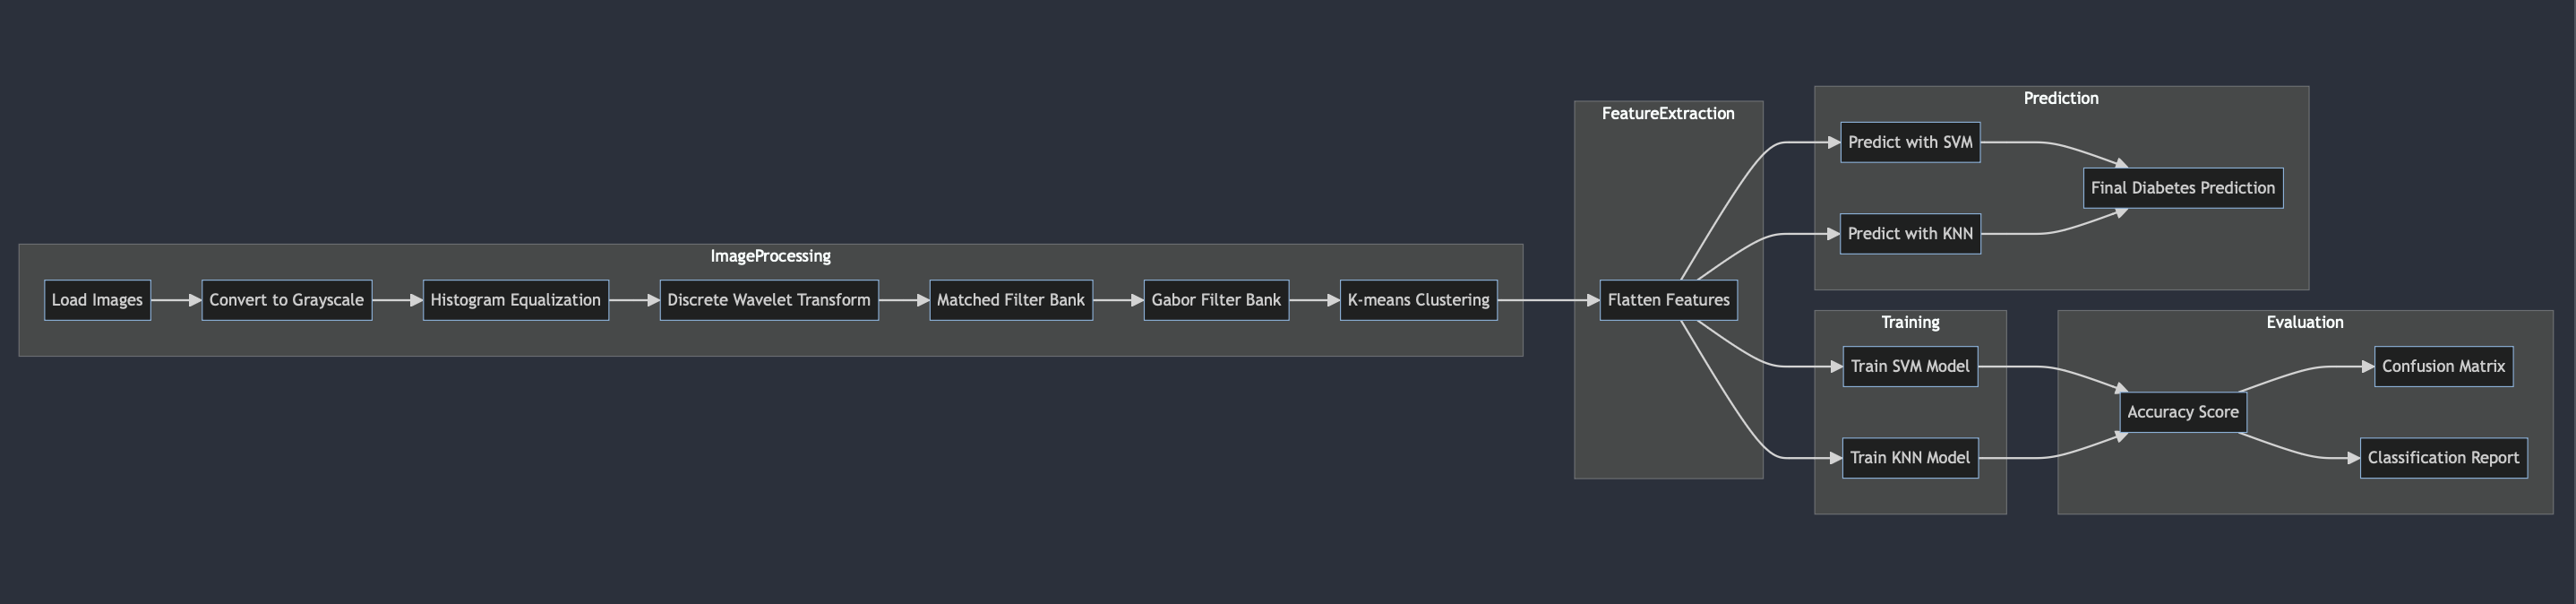 ImageProcessing
Load Images
Convert to Grayscale
Histogram Equalization
Discrete Wavelet Transform
Matched Filter Bank
Gabor Filter Bank
K-means Clustering
FeatureExtraction
Flatten Features
Prediction
Predict with SVM
Predict with KNN
Final Diabetes Prediction
Training
Train SVM Model
Train KNN Model
Evaluation
Accuracy Score
Confusion Matrix
Classification Report